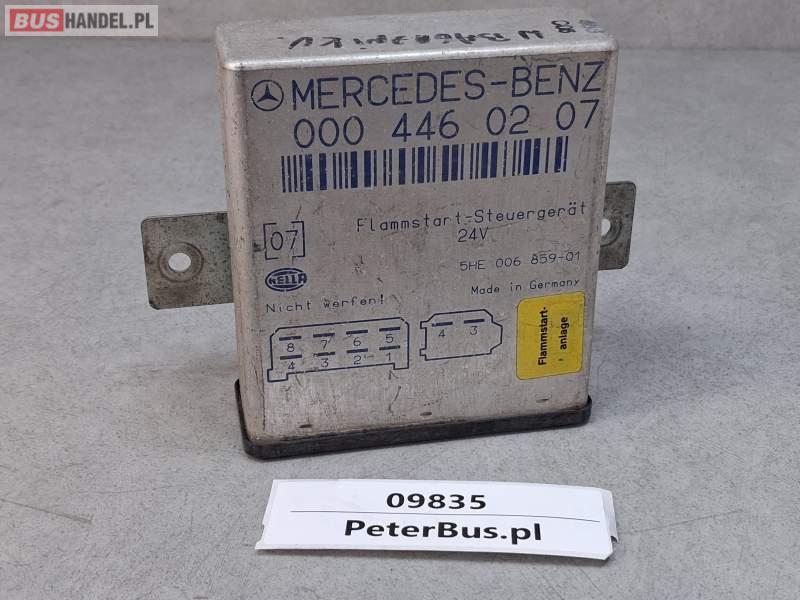 BUSHANDEL.PL
W
MERCEDES-BENZ
000 446 02 07
Flammstart-Steuergerät
24V
07
5HE 006 859-01
HELLA
Made in Germany
Nicht werfen!
8 7 6 5
4 3 2 1
4 3
Flammstart-
anlage
09835
PeterBus.pl